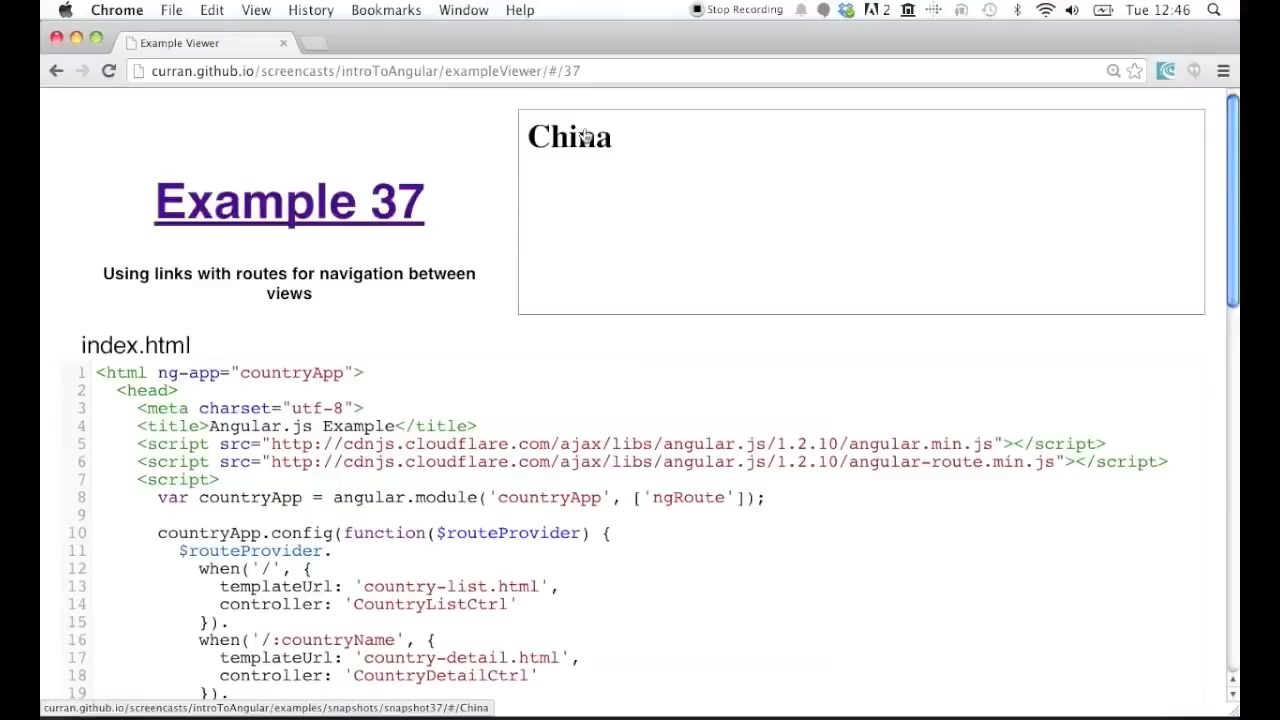 Chrome File Edit View History Bookmarks Window Help Stop Recording 2 Tue 12:46
Example Viewer
curran.github.io/screencasts/introToAngular/exampleViewer/#/37
China
Example 37
Using links with routes for navigation between
views
index.html
1 <html ng-app="countryApp">
2 <head>
3 <meta charset="utf-8">
4 <title>Angular.js Example</title>
5 <script src="http://cdnjs.cloudflare.com/ajax/libs/angular.js/1.2.10/angular.min.js"></script>
6 <script src="http://cdnjs.cloudflare.com/ajax/libs/angular.js/1.2.10/angular-route.min.js"></script>
7 <script>
8 var countryApp = angular.module('countryApp', ['ngRoute']);
9
10 countryApp.config(function($routeProvider) {
11 $routeProvider.
12 when('/', {
13 templateUrl: 'country-list.html',
14 controller: 'CountryListCtrl'
15 }).
16 when('/:countryName', {
17 templateUrl: 'country-detail.html',
18 controller: 'CountryDetailCtrl'
19 }).
curran.github.io/screencasts/introToAngular/examples/snapshots/snapshot37/#/China